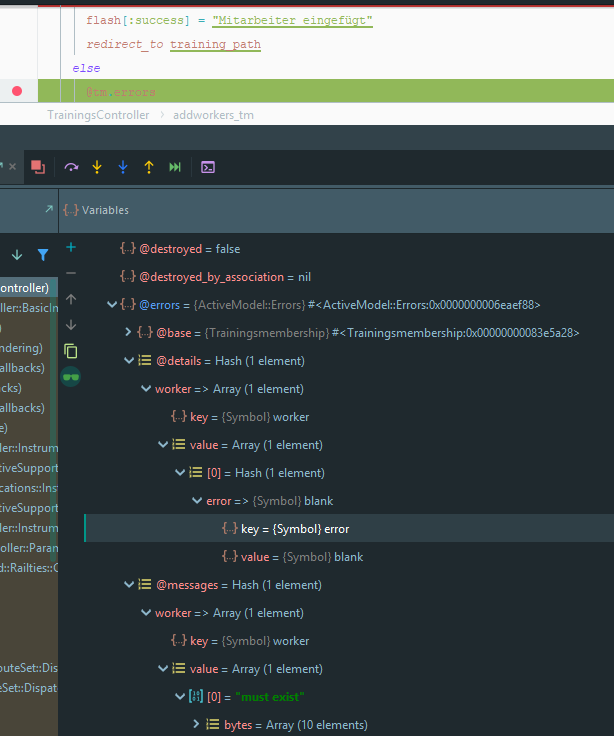 flash[:success] = "Mitarbeiter eingefügt"
redirect_to training_path
else
@tm.errors
TrainingsController > addworkers_tm
{..} Variables
{..} @destroyed = false
{..} @destroyed_by_association = nil
{..} @errors = {ActiveModel::Errors} #<ActiveModel::Errors:0x0000000006eaef88>
ontroller)
ller::BasicIn
{..} @base = {Trainingsmembership} #<Trainingsmembership:0x00000000083e5a28>
)
ndering)
@details = Hash (1 element)
allbacks)
acks)
worker => Array (1 element)
allbacks)
{..} key = {Symbol} worker
e)
ller::Instrum
value = Array (1 element)
ctiveSupport
[0] = Hash (1 element)
cations::Inst
error => {Symbol} blank
ctiveSupport
ller::Instrum
{..} key = {Symbol} error
oller::Param
{..} value = {Symbol} blank
d::Railties::C
@messages = Hash (1 element)
worker => Array (1 element)
{..} key = {Symbol} worker
outeSet::Dis
value = Array (1 element)
eSet::Dispat
[0] = "must exist"
bytes = Array (10 elements)